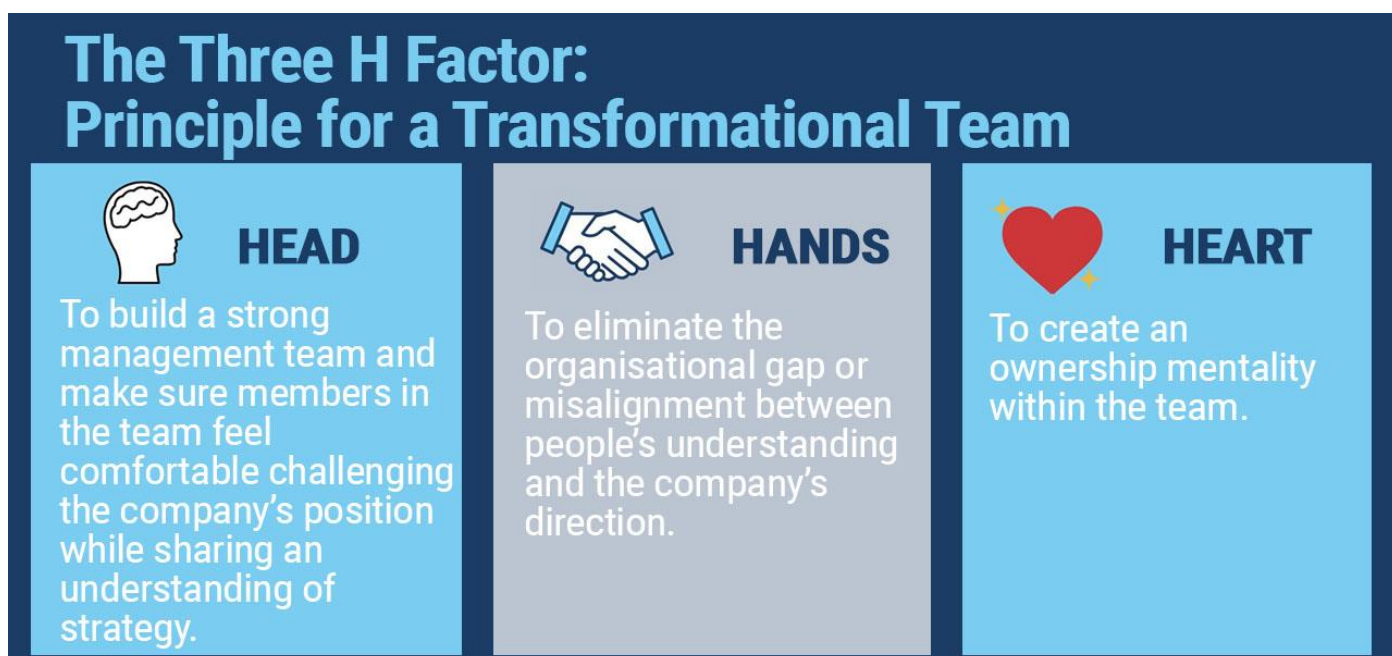 The Three H Factor:
Principle for a Transformational Team
HEAD
To build a strong
management team and
make sure members in
the team feel
comfortable challenging
the company's position
while sharing an
understanding of
strategy.
HANDS
To eliminate the
organisational gap or
misalignment between
people's understanding
and the company's
direction.
HEART
To create an
ownership mentality
within the team.